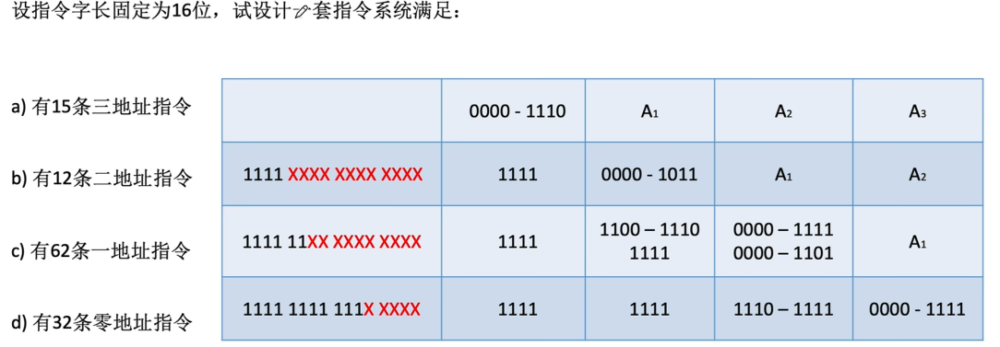 设指令字长固定为16位，试设计套指令系统满足：
0000 - 1110 A1 A2 A3
a) 有15条三地址指令
b) 有12条二地址指令 1111 XXXX XXXX XXXX 1111 0000 - 1011 A1 A2
1100 – 1110 0000 – 1111
c) 有62条一地址指令 1111 11XX XXXX XXXX 1111 A1
1111 0000 – 1101
d) 有32条零地址指令 1111 1111 111X XXXX 1111 1111 1110 – 1111 0000 - 1111